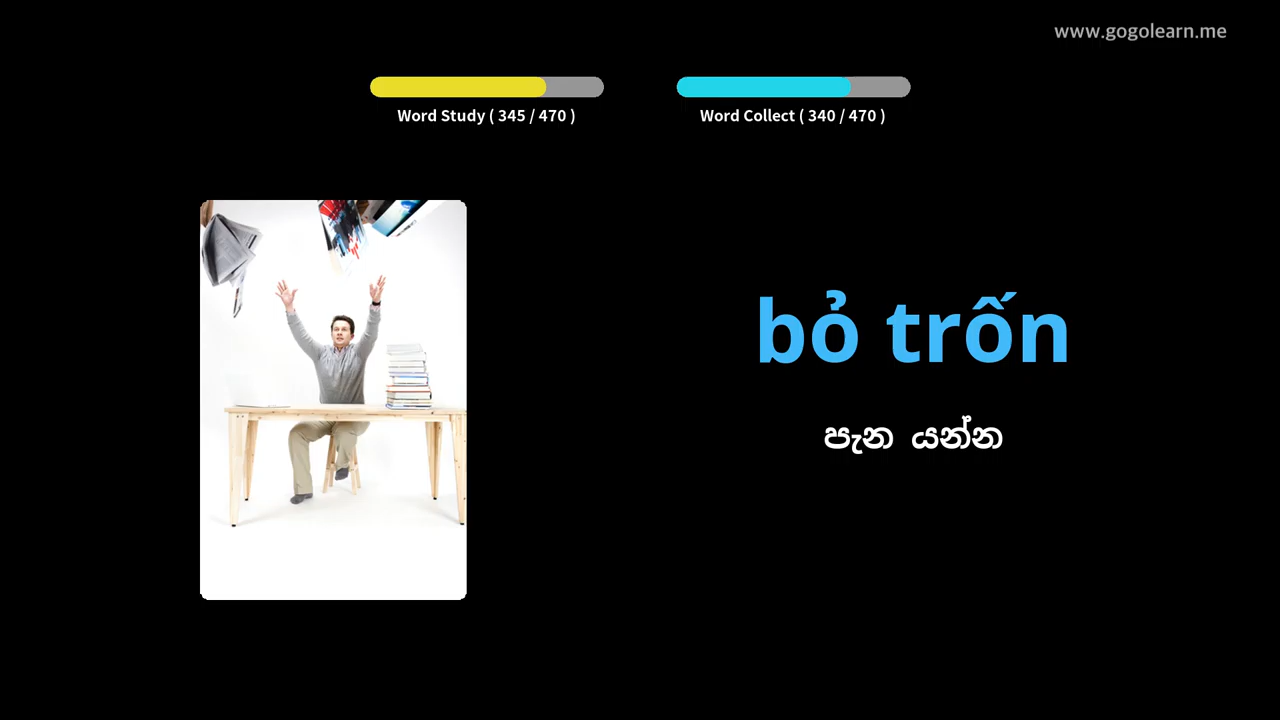 www.gogolearn.me
Word Study ( 345 / 470 )
Word Collect ( 340 / 470 )
bỏ trốn
පැන යන්න